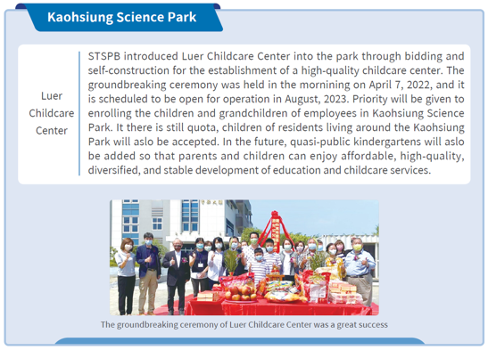 Kaohsiung Science Park
Luer
Childcare
Center
STSPB introduced Luer Childcare Center into the park through bidding and
self-construction for the establishment of a high-quality childcare center. The
groundbreaking ceremony was held in the mornining on April 7, 2022, and it
is scheduled to be open for operation in August, 2023. Priority will be given to
enrolling the children and grandchildren of employees in Kaohsiung Science
Park. It there is still quota, children of residents living around the Kaohsiung
Park will aslo be accepted. In the future, quasi-public kindergartens will aslo
be added so that parents and children can enjoy affordable, high-quality,
diversified, and stable development of education and childcare services.
The groundbreaking ceremony of Luer Childcare Center was a great success